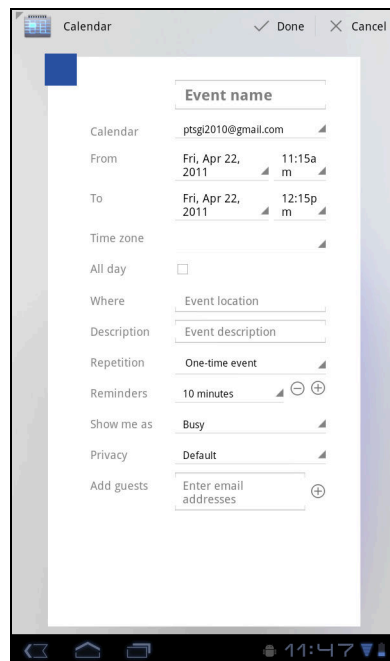 Calendar Done Cancel
Event name
Calendar ptsgi2010@gmail.com
From Fri, Apr 22, 11:15a
2011 m
To Fri, Apr 22, 12:15p
2011 m
Time zone
All day
Where Event location
Description Event description
Repetition One-time event
Reminders 10 minutes
Show me as Busy
Privacy Default
Add guests Enter email
addresses
11:47